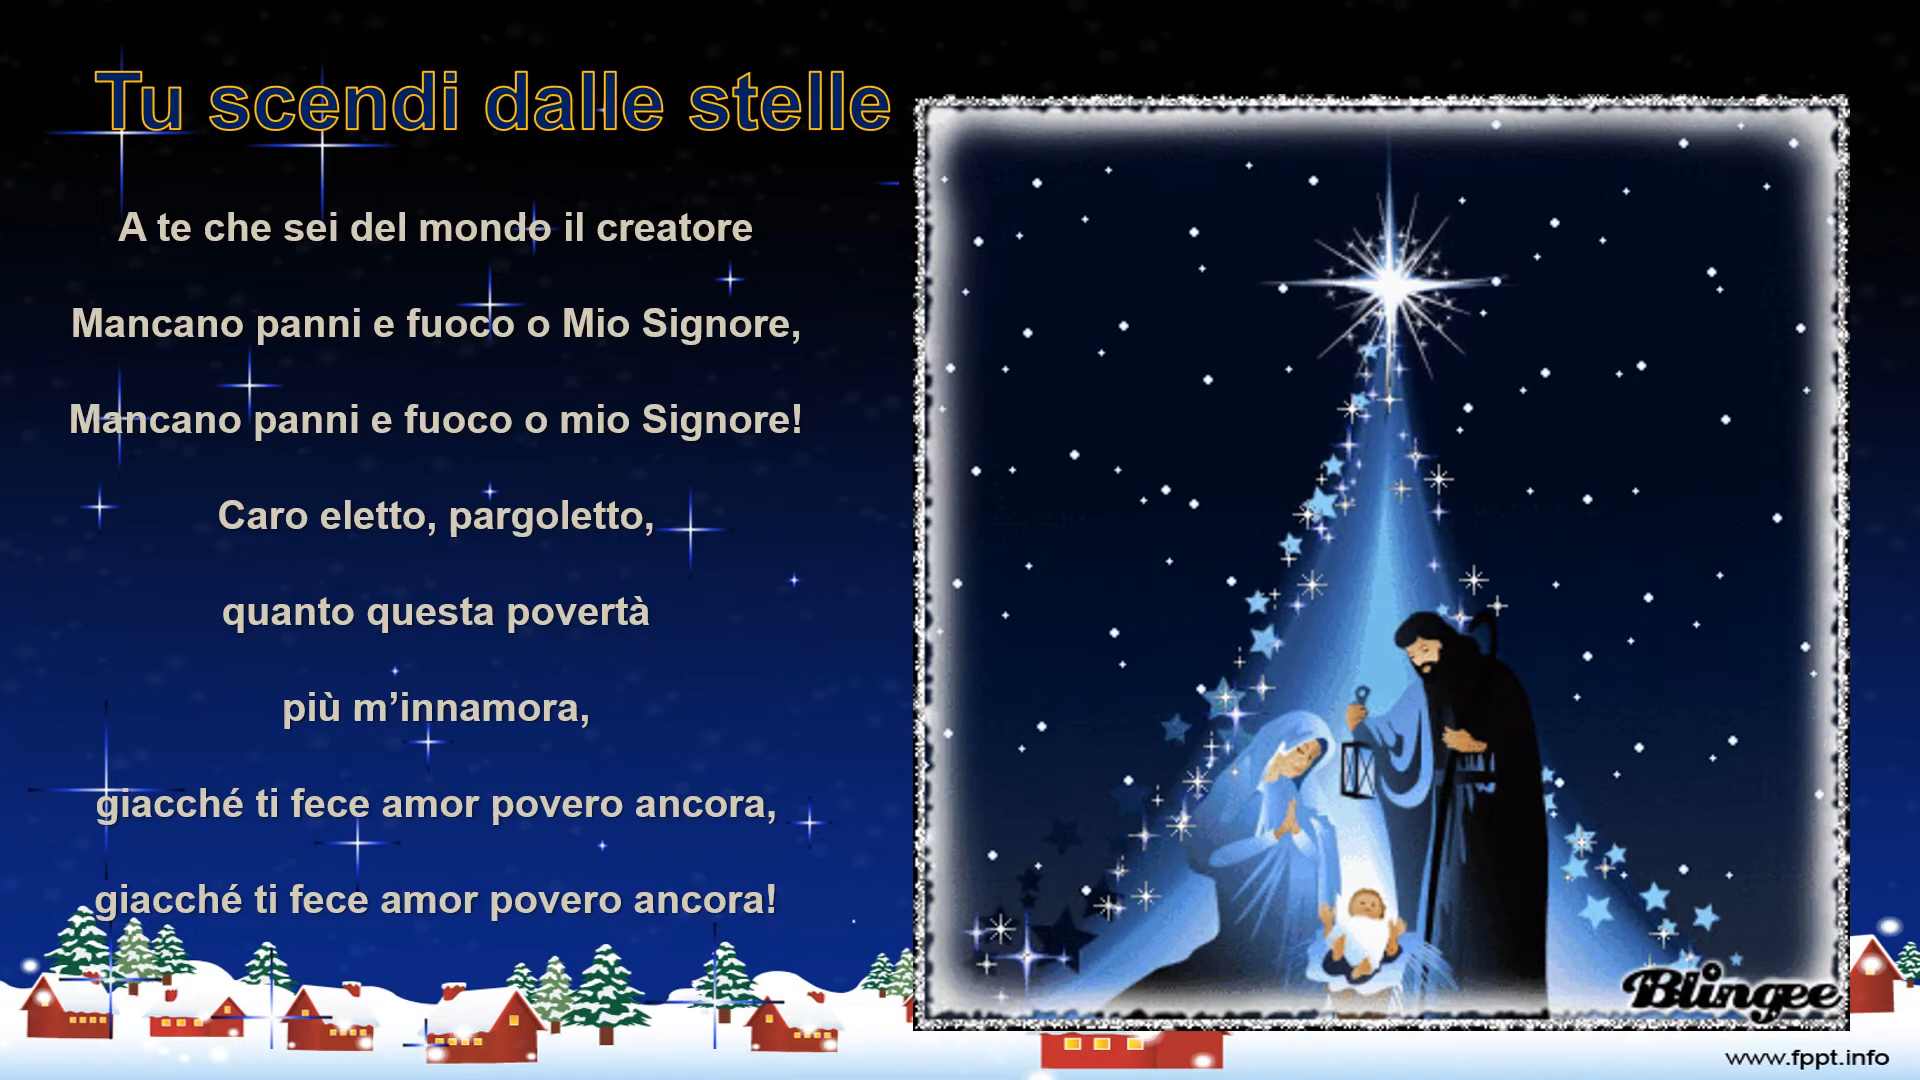 Tu scendi dalle stelle
A te che sei del mondo il creatore
Mancano panni e fuoco o Mio Signore,
Mancano panni e fuoco o mio Signore!
Caro eletto, pargoletto,
quanto questa povertà
più m’innamora,
giacché ti fece amor povero ancora,
giacché ti fece amor povero ancora!
Blingee
www.fppt.info